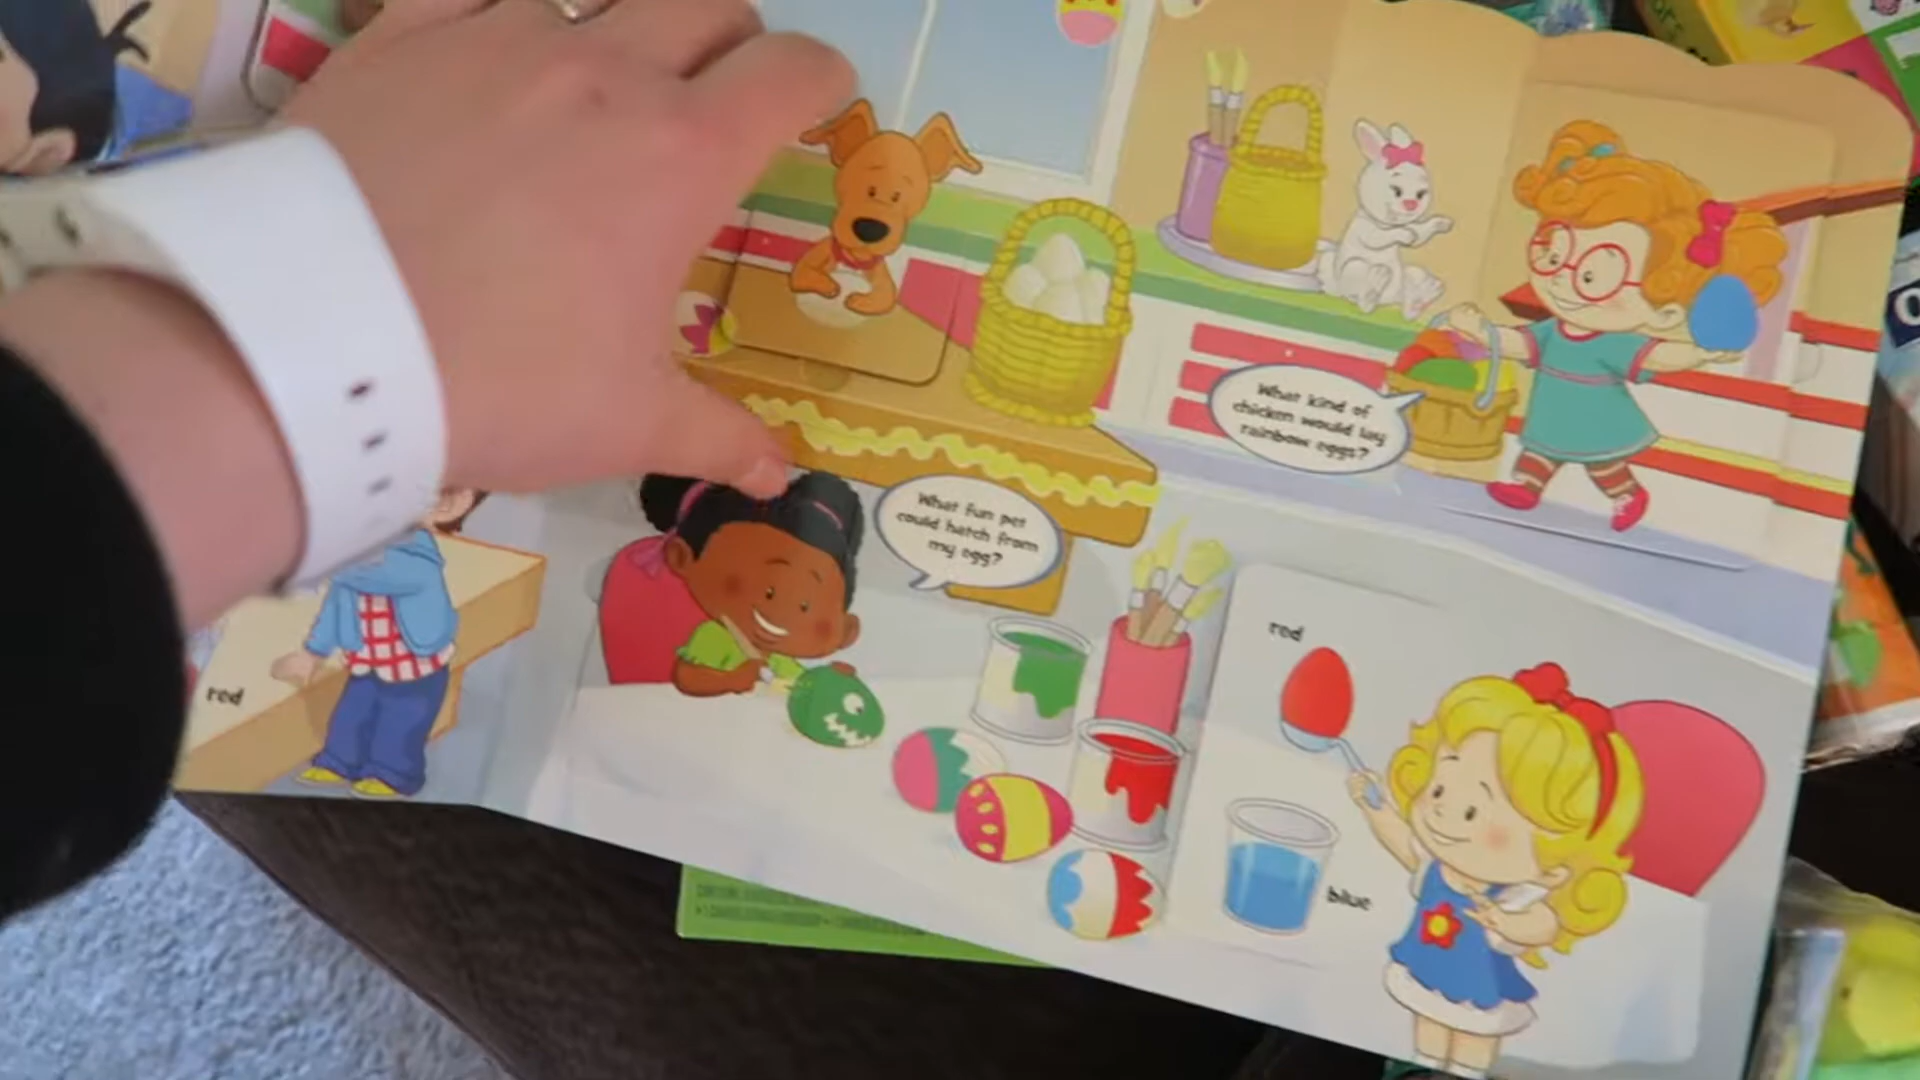 What kind of
chicken would lay
rainbow eggs?
What fun pet
could hatch from
my egg?
red
red
blue